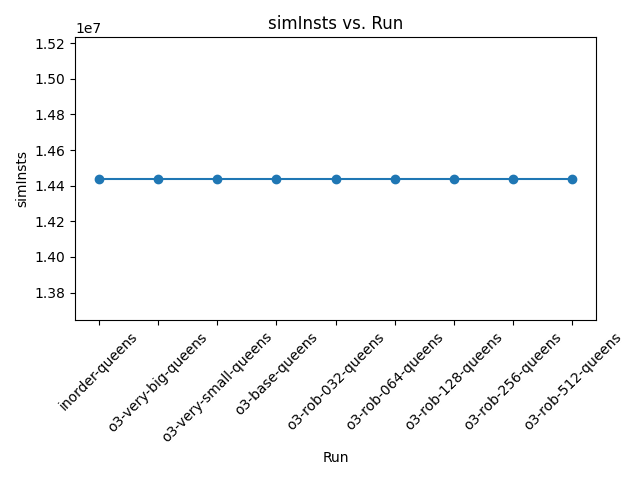 simInsts vs. Run
1e7
1.52
1.50
1.48
1.46
1.44
1.42
1.40
1.38
simInsts
inorder-queens
o3-very-big-queens
o3-very-small-queens
o3-base-queens
o3-rob-032-queens
o3-rob-064-queens
o3-rob-128-queens
o3-rob-256-queens
o3-rob-512-queens
Run